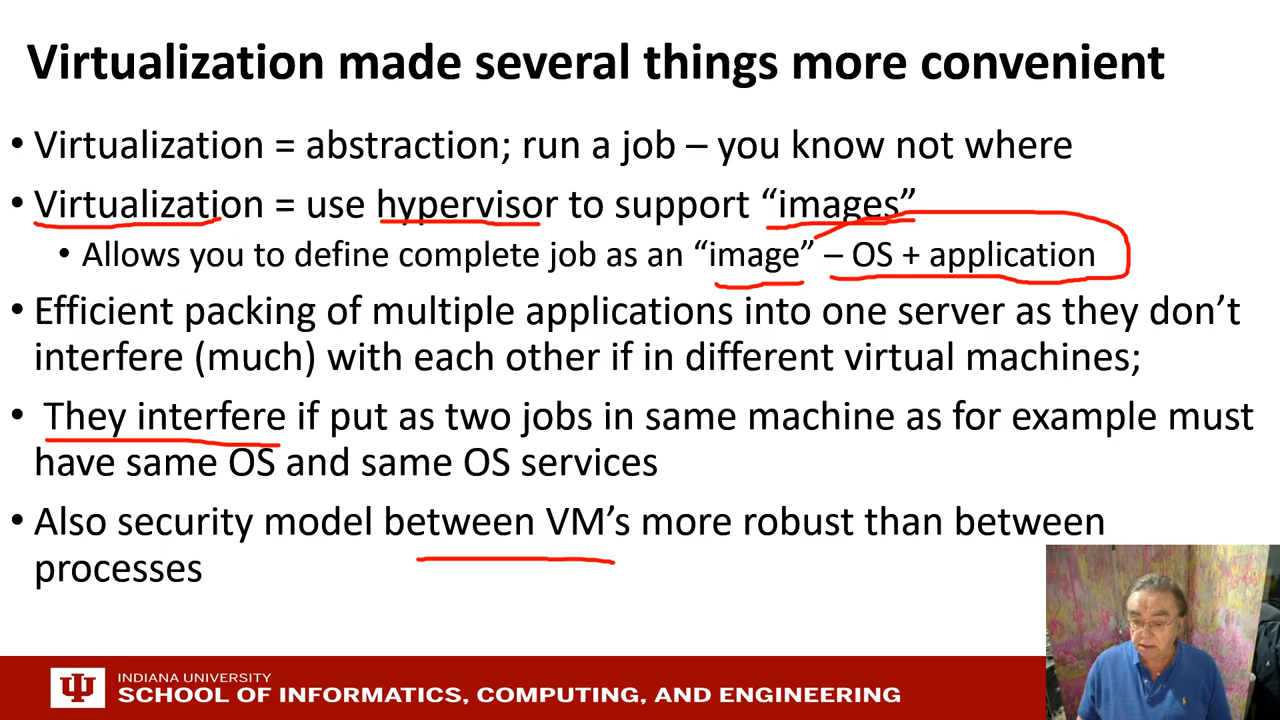 Virtualization made several things more convenient
• Virtualization = abstraction; run a job – you know not where
• Virtualization = use hypervisor to support “images”
• Allows you to define complete job as an “image” – OS + application
• Efficient packing of multiple applications into one server as they don’t
interfere (much) with each other if in different virtual machines;
• They interfere if put as two jobs in same machine as for example must
have same OS and same OS services
• Also security model between VM’s more robust than between
processes
INDIANA UNIVERSITY
SCHOOL OF INFORMATICS, COMPUTING, AND ENGINEERING